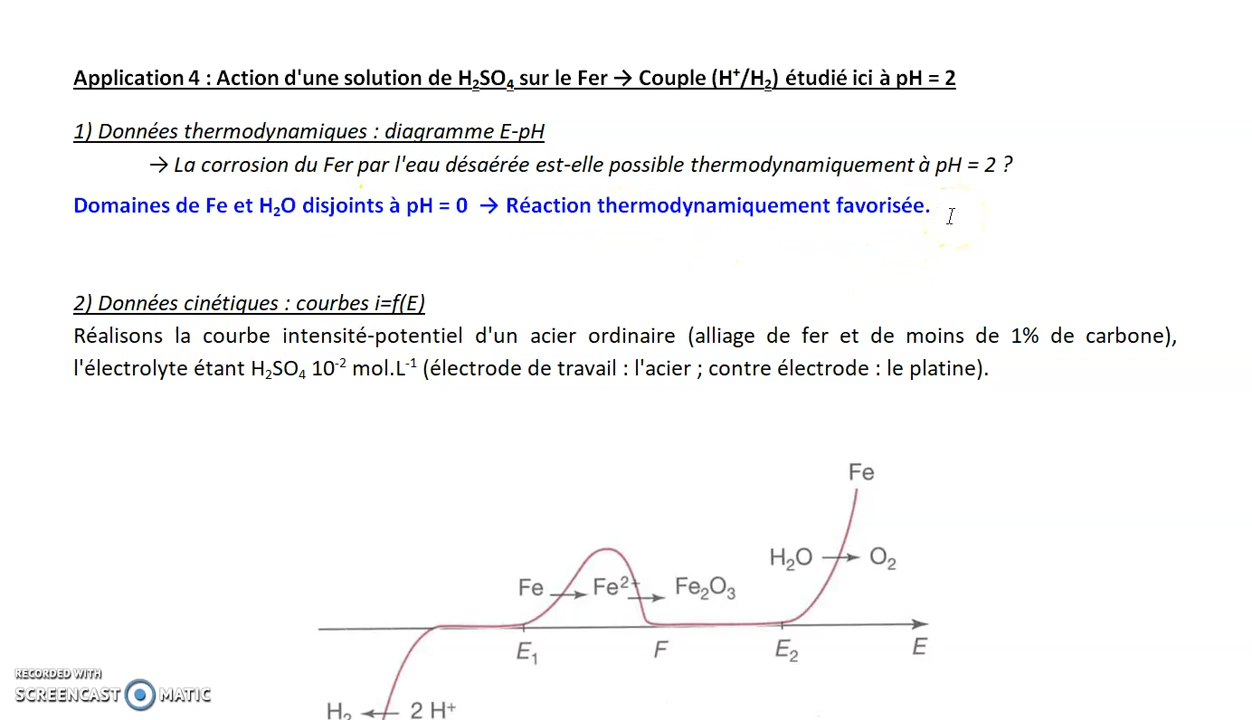 Application 4 : Action d'une solution de H₂SO₄ sur le Fer → Couple (H⁺/H₂) étudié ici à pH = 2
1) Données thermodynamiques : diagramme E-pH
→ La corrosion du Fer par l'eau désaérée est-elle possible thermodynamiquement à pH = 2 ?
Domaines de Fe et H₂O disjoints à pH = 0 → Réaction thermodynamiquement favorisée.
2) Données cinétiques : courbes i=f(E)
Réalisons la courbe intensité-potentiel d'un acier ordinaire (alliage de fer et de moins de 1% de carbone),
l'électrolyte étant H₂SO₄ 10⁻² mol.L⁻¹ (électrode de travail : l'acier ; contre électrode : le platine).
Fe
H₂O → O₂
Fe → Fe²⁺ → Fe₂O₃
E₁ F E₂ E
H₂ ← 2 H⁺
RECORDED WITH
SCREENCAST MATIC